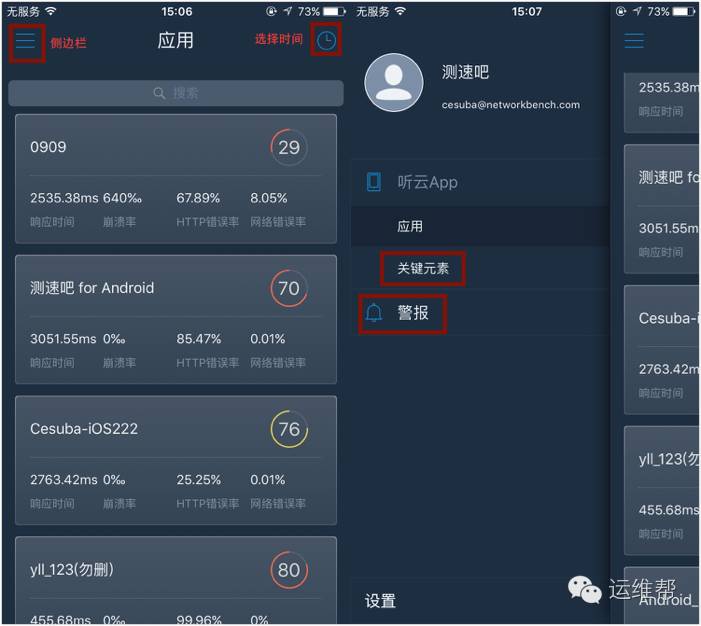 无服务 15:06 73%
侧边栏 应用 选择时间
搜索
0909 29
2535.38ms 640‰ 67.89% 8.05%
响应时间 崩溃率 HTTP错误率 网络错误率
测速吧 for Android 70
3051.55ms 0‰ 85.47% 0.01%
响应时间 崩溃率 HTTP错误率 网络错误率
Cesuba-iOS222 76
2763.42ms 0‰ 25.25% 0.01%
响应时间 崩溃率 HTTP错误率 网络错误率
yll_123(勿删) 80
455.68ms 0‰ 99.96% 0%
无服务 15:07 73%
测速吧
cesuba@networkbench.com
听云App
应用
关键元素
警报
设置
2535.38m
响应时间
测速吧 fo
3051.55m
响应时间
Cesuba-i
2763.42m
响应时间
yll_123(勿
455.68ms
响应时间
Android_
运维帮